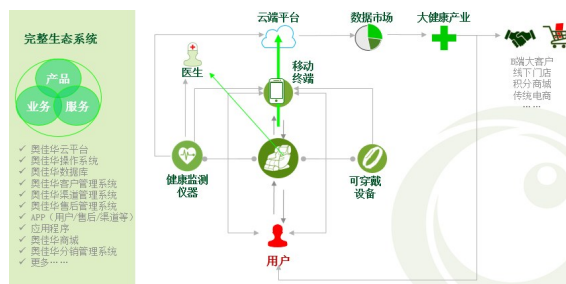 完整生态系统
产品
业务
服务
✓ 奥佳华云平台
✓ 奥佳华操作系统
✓ 奥佳华数据库
✓ 奥佳华客户管理系统
✓ 奥佳华渠道管理系统
✓ 奥佳华售后管理系统
✓ APP（用户/售后/渠道等）
✓ 应用程序
✓ 奥佳华商城
✓ 奥佳华分销管理系统
✓ 更多……
云端平台
数据市场
大健康产业
医生
移动
终端
B端大客户
线下门店
积分商城
传统电商
……
健康监测
仪器
可穿戴
设备
用户